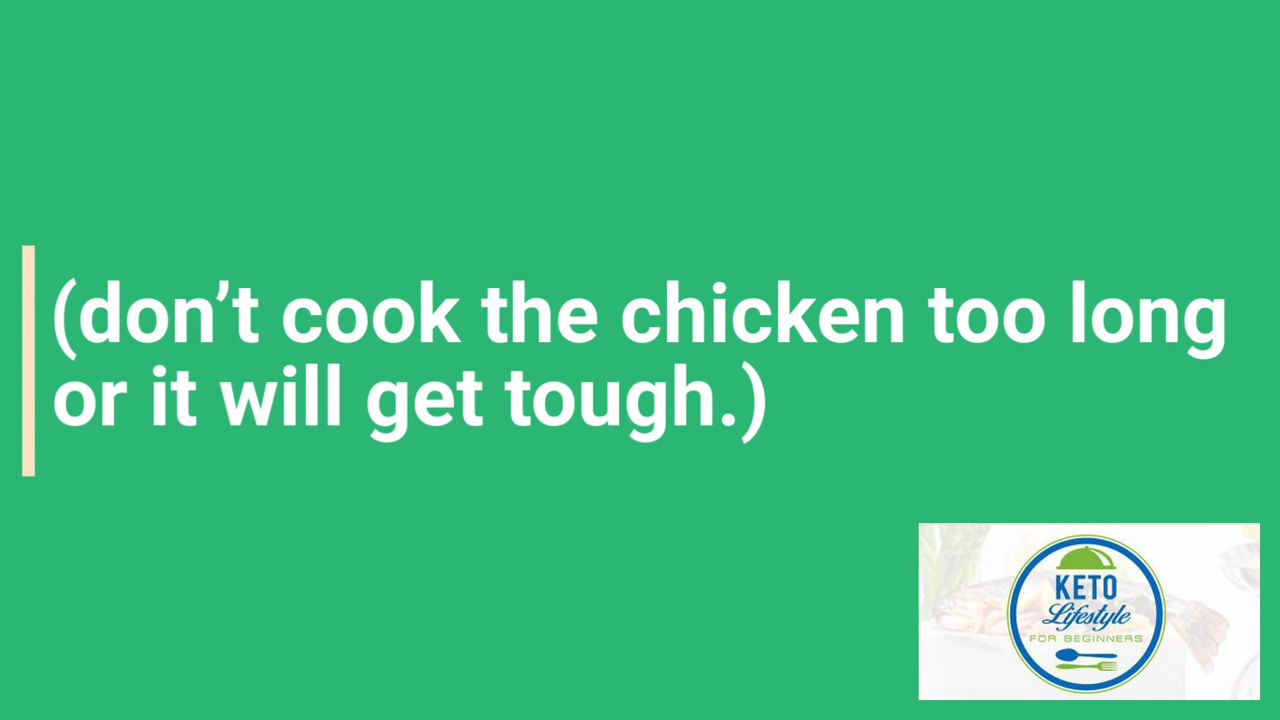 (don’t cook the chicken too long
or it will get tough.)
KETO
Lifestyle
FOR BEGINNERS